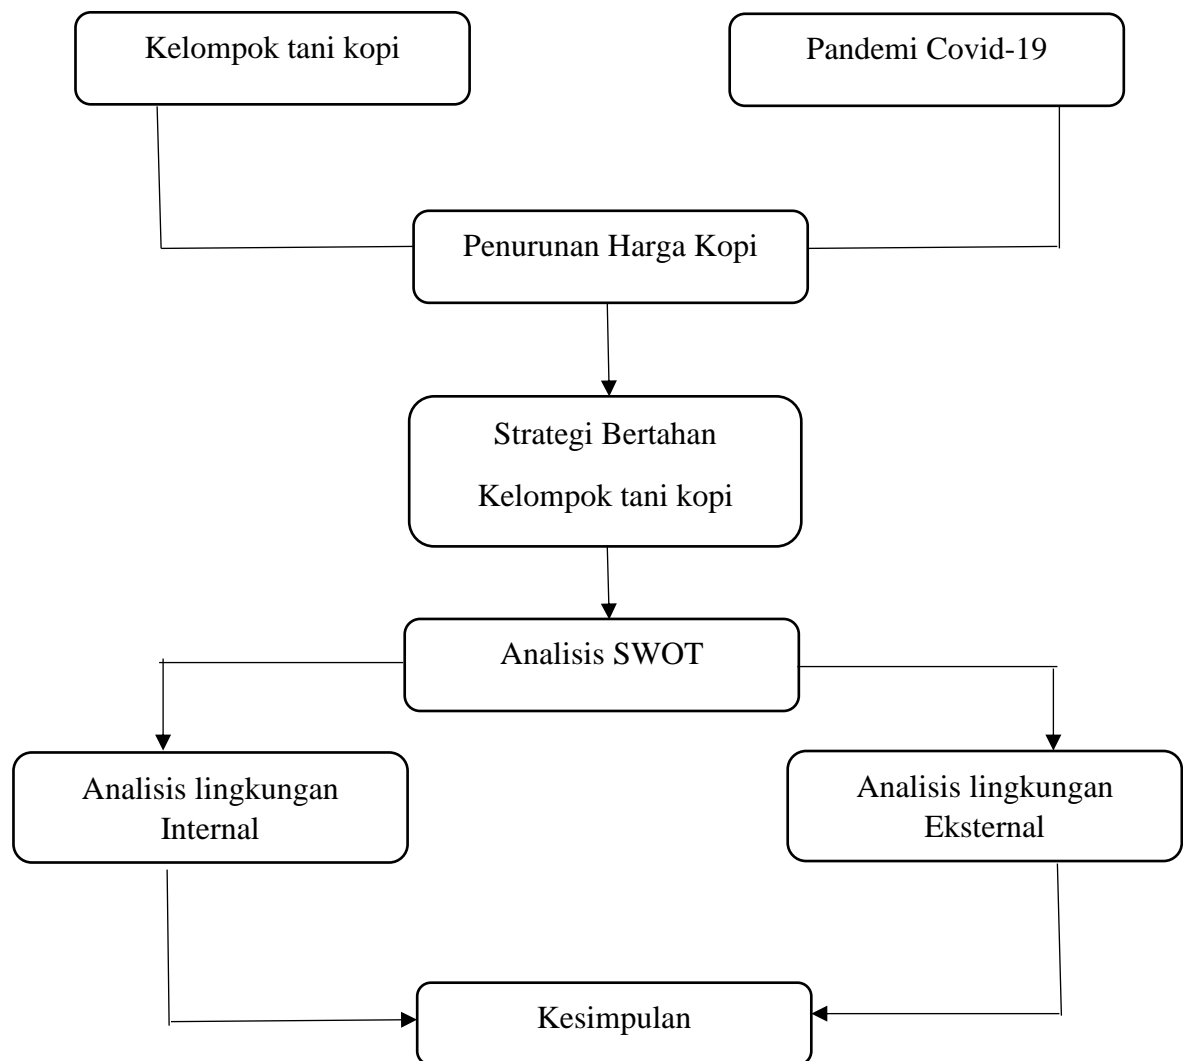 Kelompok tani kopi
Pandemi Covid-19
Penurunan Harga Kopi
Strategi Bertahan
Kelompok tani kopi
Analisis SWOT
Analisis lingkungan
Internal
Analisis lingkungan
Eksternal
Kesimpulan